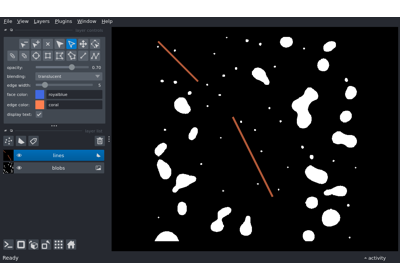 File View Layers Plugins Window Help
opacity: 0.70
blending: translucent
edge width: 5
face color: royalblue
edge color: coral
display text: ✓
lines
blobs
Ready
activity